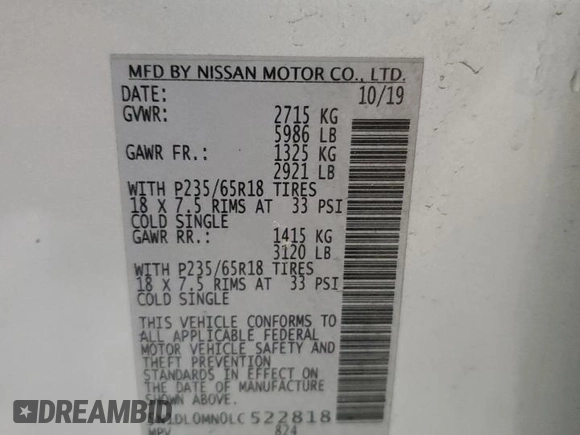 MFD BY NISSAN MOTOR CO., LTD.
DATE: 10/19
GVWR: 2715 KG
5986 LB
GAWR FR.: 1325 KG
2921 LB
WITH P235/65R18 TIRES
18 X 7.5 RIMS AT 33 PSI
COLD SINGLE
GAWR RR.: 1415 KG
3120 LB
WITH P235/65R18 TIRES
18 X 7.5 RIMS AT 33 PSI
COLD SINGLE
THIS VEHICLE CONFORMS TO
ALL APPLICABLE FEDERAL
MOTOR VEHICLE SAFETY AND
THEFT PREVENTION
STANDARDS IN EFFECT ON
THE DATE OF MANUFACTURE
SHOWN ABOVE.
522818
MPV 824
DREAMBID
.com